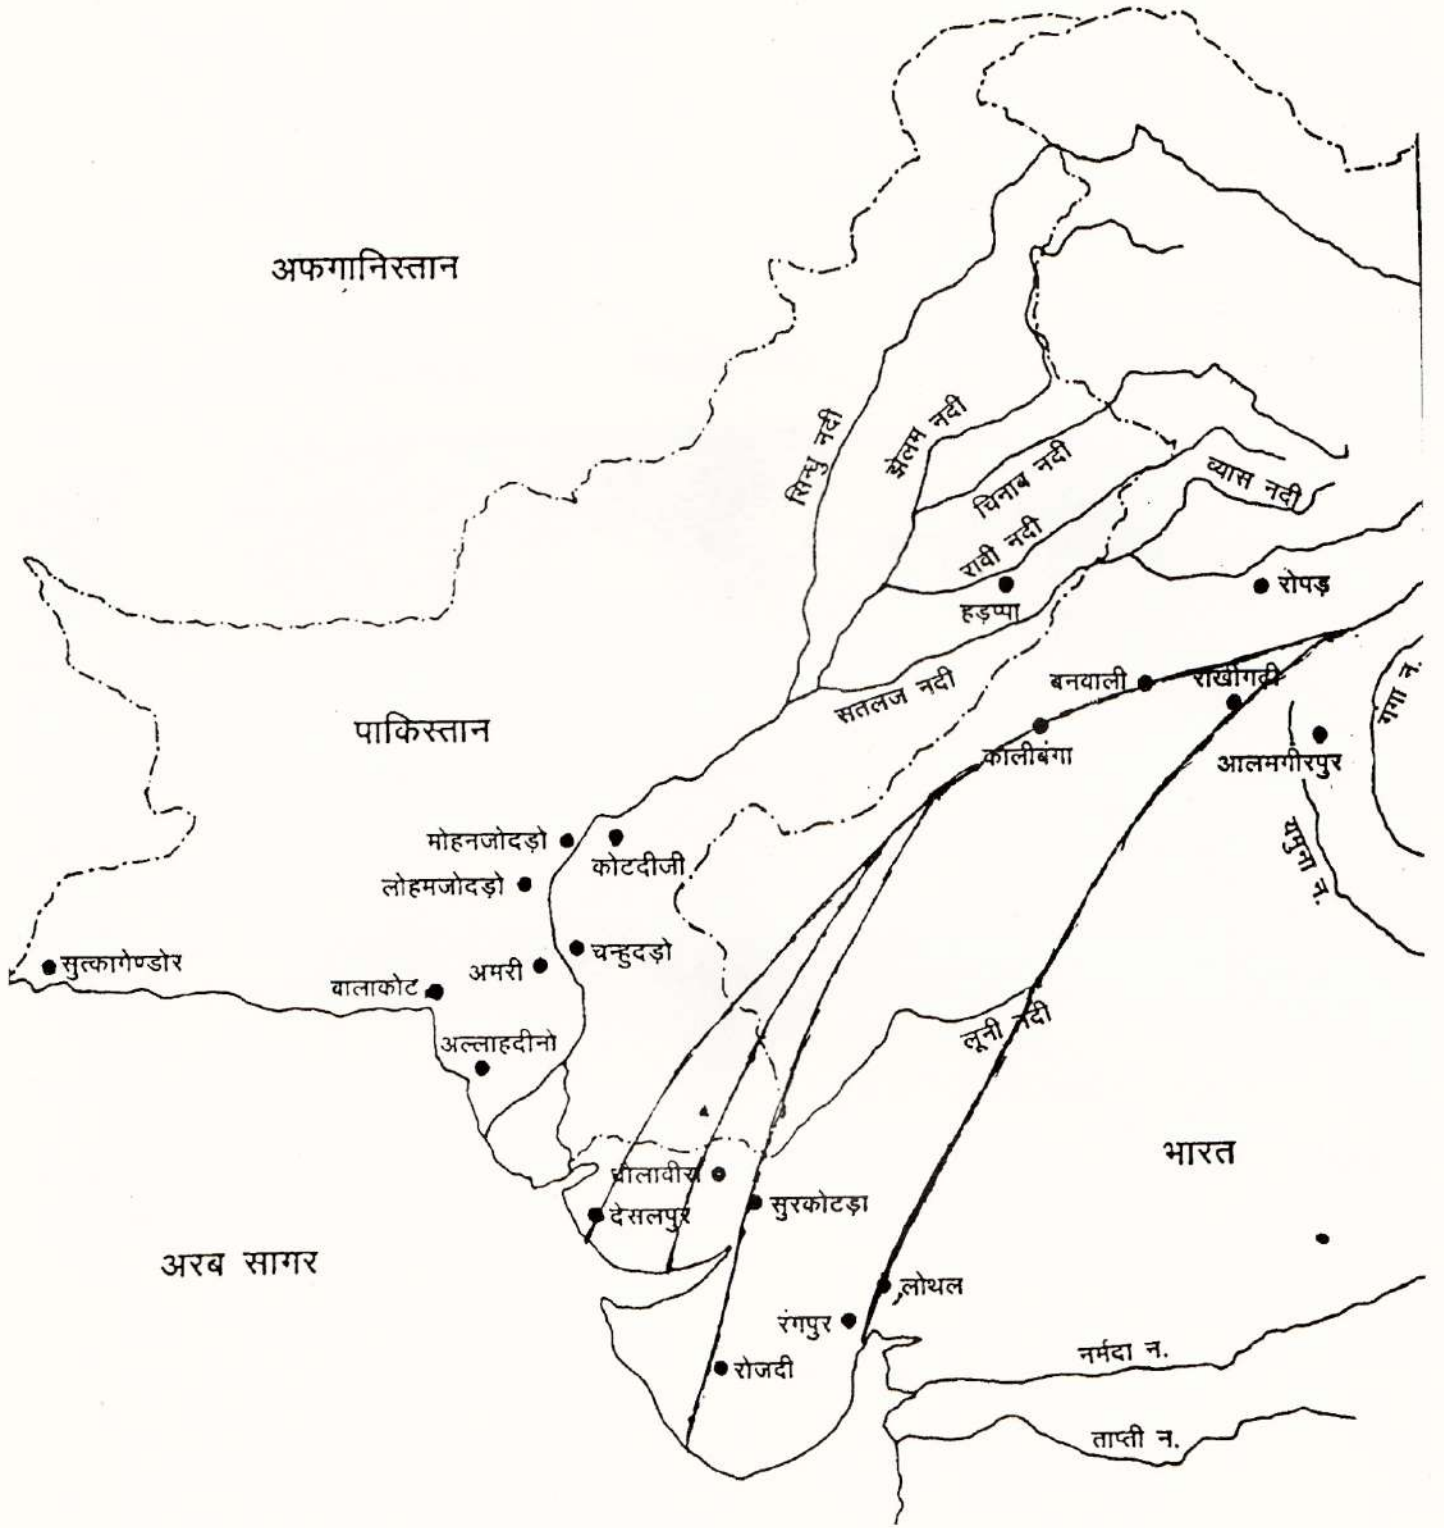 अफगानिस्तान
सिन्धु नदी
झेलम नदी
चिनाब नदी
व्यास नदी
रावी नदी
हड़प्पा
रोपड़
बनवाली
राखीगढ़ी
सतलज नदी
गंगा न.
पाकिस्तान
कालीबंगा
आलमगीरपुर
मोहनजोदड़ो
कोटदीजी
लोहमजोदड़ो
यमुना न.
सुत्कागेण्डोर
अमरी
चन्हुदड़ो
बालाकोट
लूनी नदी
अल्लाहदीनो
भारत
धौलावीरा
देसलपुर
सुरकोटड़ा
अरब सागर
लोथल
रंगपुर
नर्मदा न.
रोजदी
ताप्ती न.